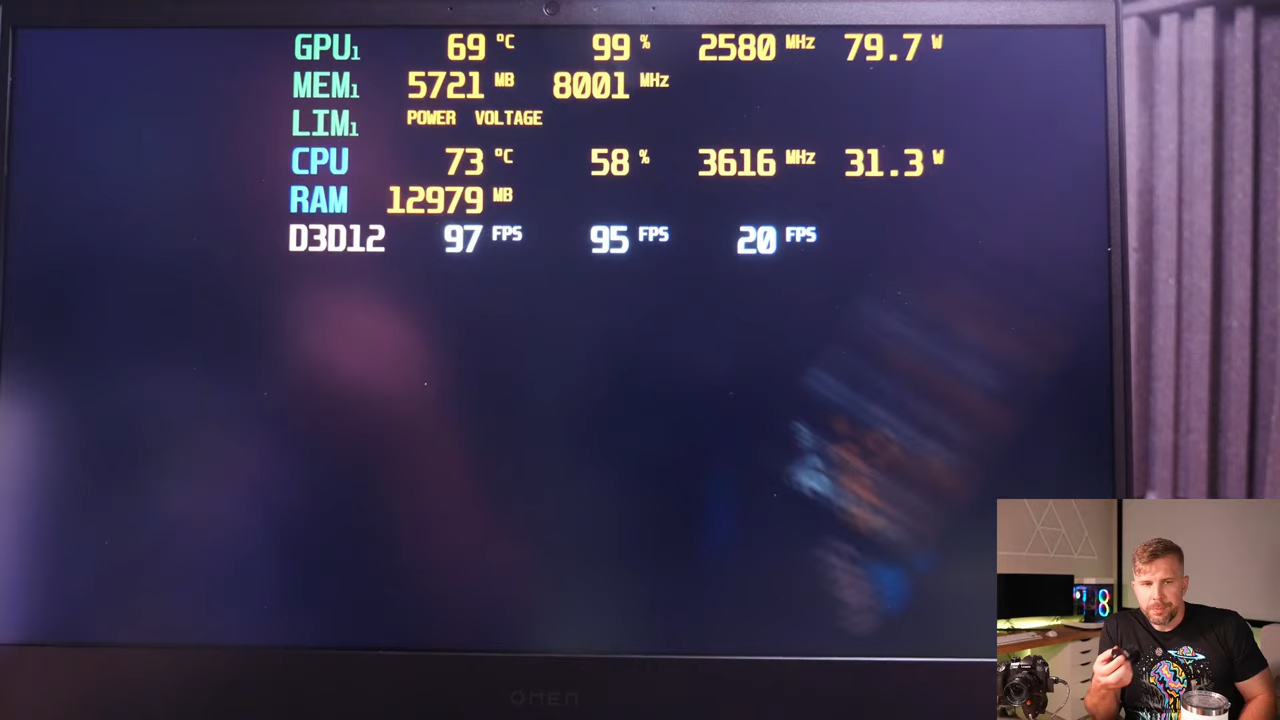 GPU1 69 °C 99 % 2580 MHz 79.7 W
MEM1 5721 MB 8001 MHz
LIM1 POWER VOLTAGE
CPU 73 °C 58 % 3616 MHz 31.3 W
RAM 12979 MB
D3D12 97 FPS 95 FPS 20 FPS
OMEN